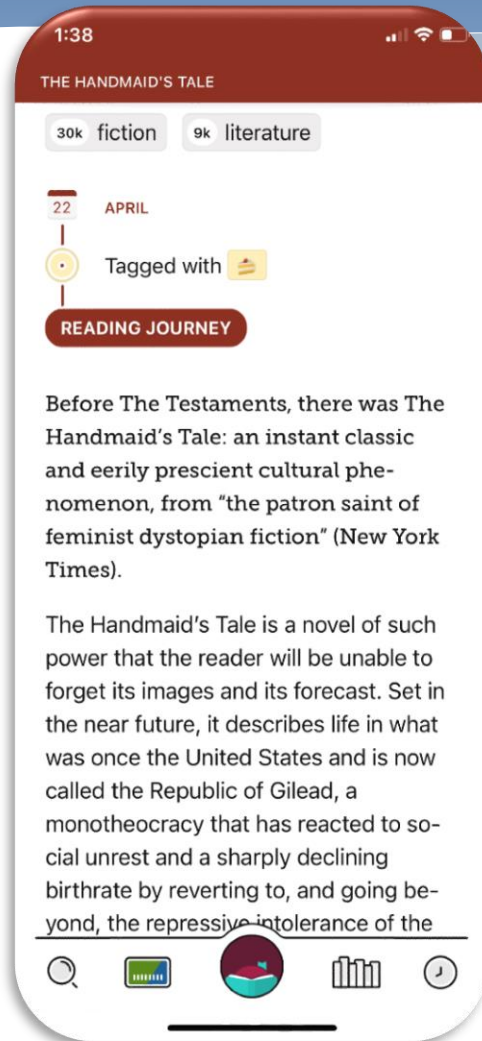 1:38
THE HANDMAID'S TALE
30k fiction 9k literature
22 APRIL
Tagged with
READING JOURNEY
Before The Testaments, there was The
Handmaid’s Tale: an instant classic
and eerily prescient cultural phe-
nomenon, from “the patron saint of
feminist dystopian fiction” (New York
Times).
The Handmaid’s Tale is a novel of such
power that the reader will be unable to
forget its images and its forecast. Set in
the near future, it describes life in what
was once the United States and is now
called the Republic of Gilead, a
monotheocracy that has reacted to so-
cial unrest and a sharply declining
birthrate by reverting to, and going be-
yond, the repressive intolerance of the